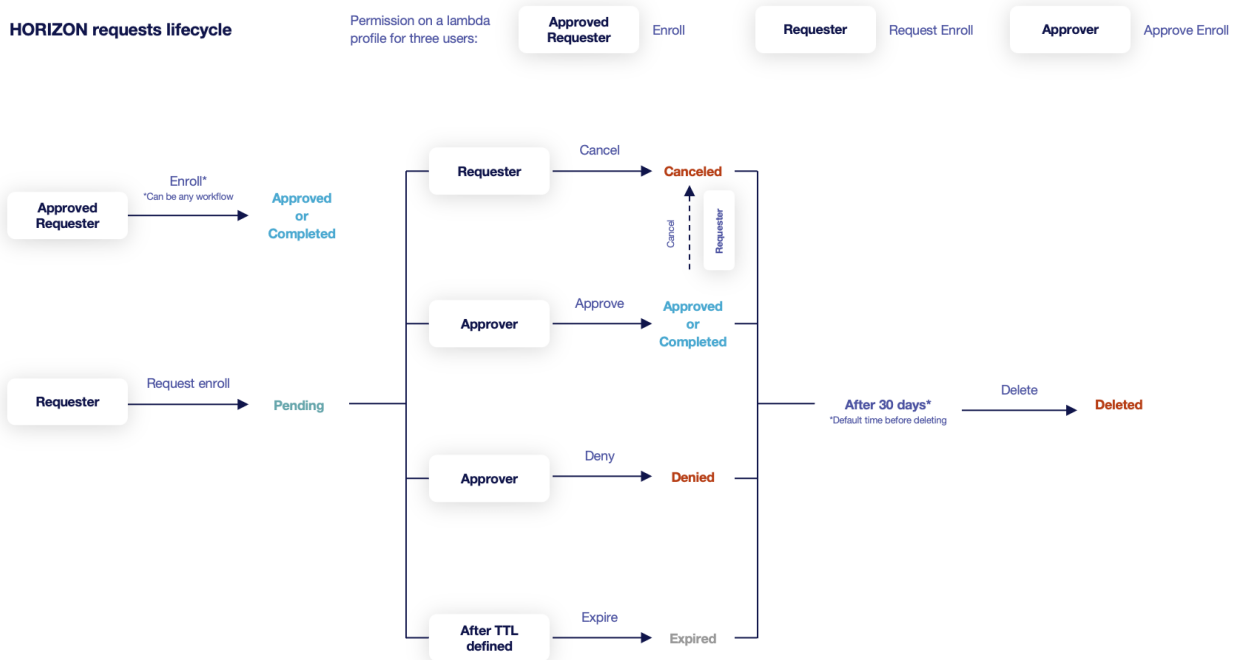 HORIZON requests lifecycle
Permission on a lambda
profile for three users:
Approved
Requester
Enroll
Requester
Request Enroll
Approver
Approve Enroll
Approved
Requester
Enroll*
*Can be any workflow
Approved
or
Completed
Requester
Request enroll
Pending
Requester
Cancel
Canceled
Cancel
Requester
Approver
Approve
Approved
or
Completed
Approver
Deny
Denied
After TTL
defined
Expire
Expired
After 30 days*
*Default time before deleting
Delete
Deleted